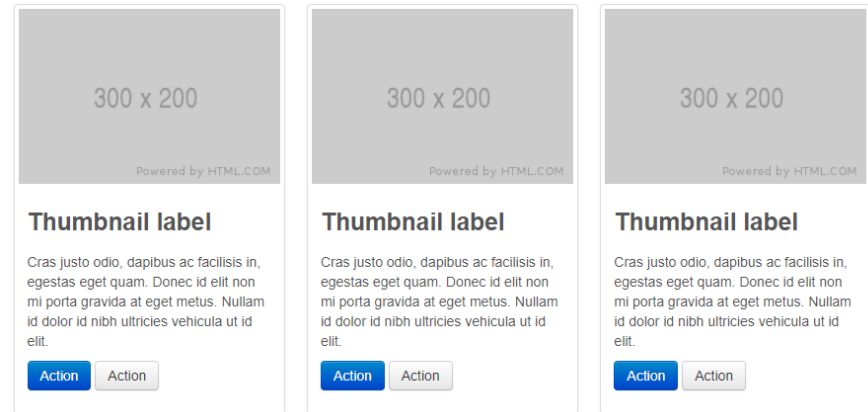 300 x 200
Powered by HTML.COM
Thumbnail label
Cras justo odio, dapibus ac facilisis in,
egestas eget quam. Donec id elit non
mi porta gravida at eget metus. Nullam
id dolor id nibh ultricies vehicula ut id
elit.
Action Action
300 x 200
Powered by HTML.COM
Thumbnail label
Cras justo odio, dapibus ac facilisis in,
egestas eget quam. Donec id elit non
mi porta gravida at eget metus. Nullam
id dolor id nibh ultricies vehicula ut id
elit.
Action Action
300 x 200
Powered by HTML.COM
Thumbnail label
Cras justo odio, dapibus ac facilisis in,
egestas eget quam. Donec id elit non
mi porta gravida at eget metus. Nullam
id dolor id nibh ultricies vehicula ut id
elit.
Action Action